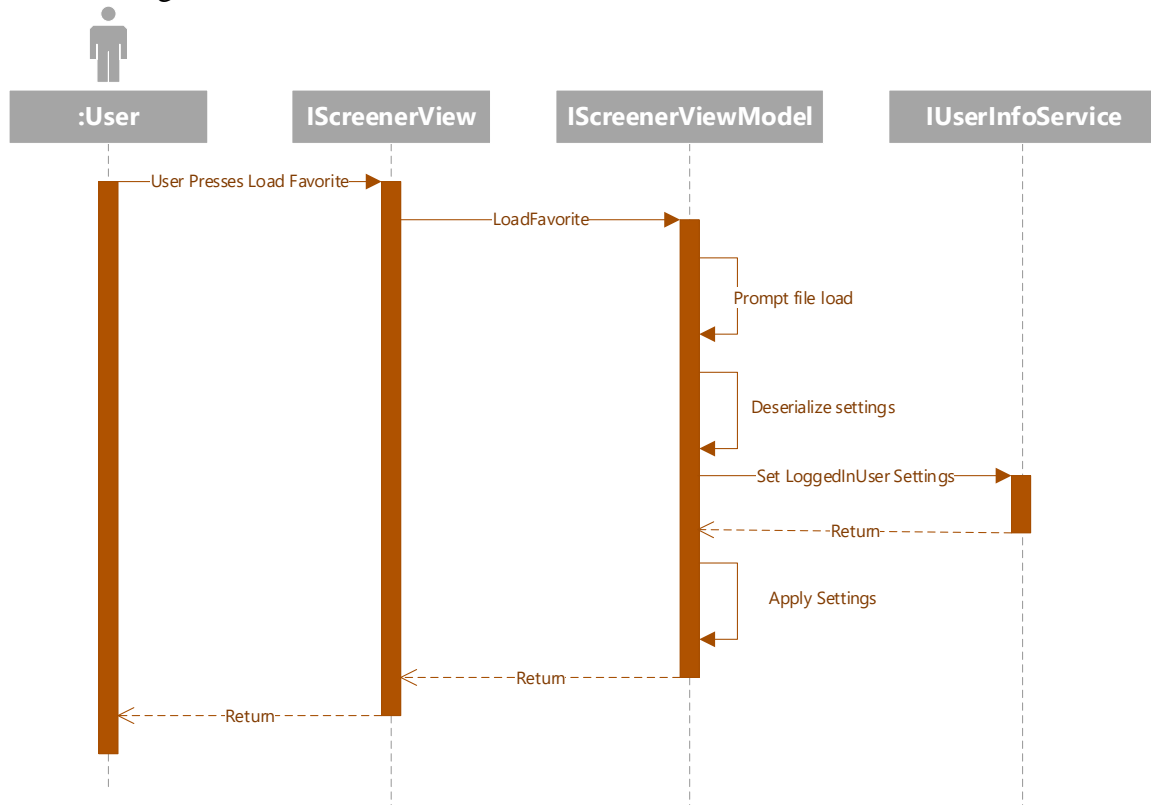 :User
IScreenerView
IScreenerViewModel
IUserInfoService
User Presses Load Favorite
LoadFavorite
Prompt file load
Deserialize settings
Set LoggedInUser Settings
Return
Apply Settings
Return
Return